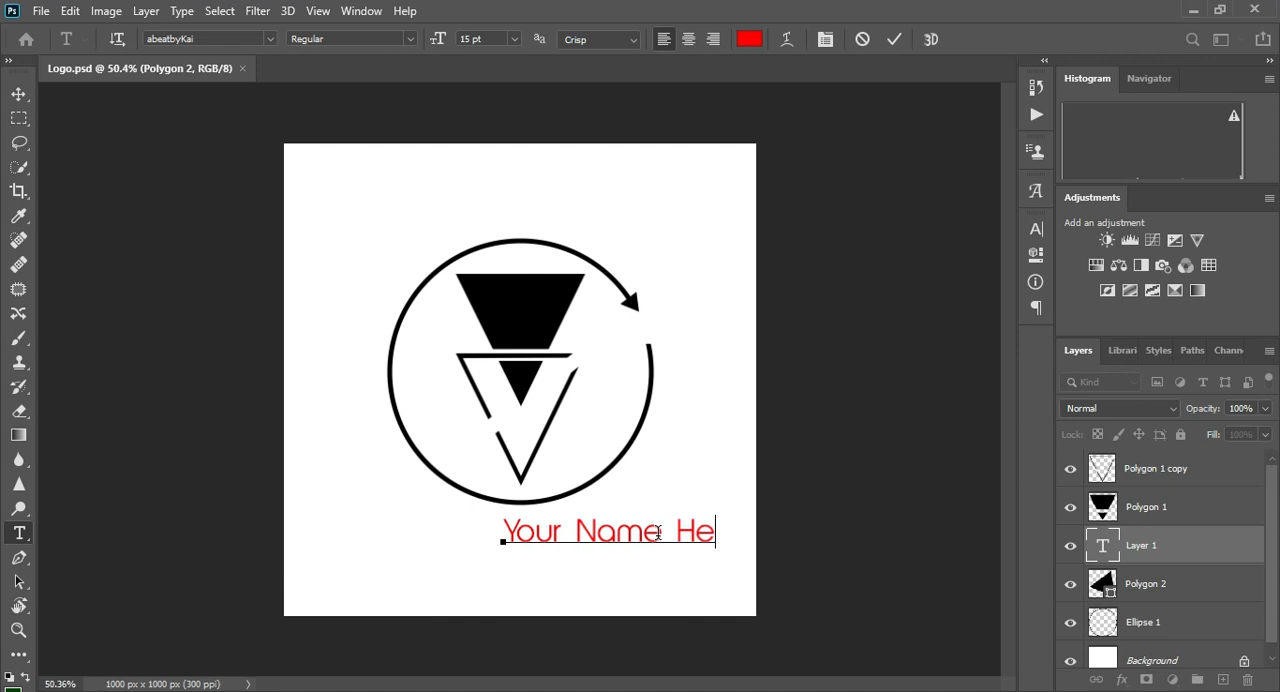 Ps File Edit Image Layer Type Select Filter 3D View Window Help
T abeatbyKai Regular 15 pt Crisp 3D
Logo.psd @ 50.4% (Polygon 2, RGB/8)
Histogram Navigator
Adjustments
Add an adjustment
Layers Librari Styles Paths Chann
Kind
Normal Opacity: 100%
Lock: Fill: 100%
Polygon 1 copy
Polygon 1
Layer 1
Polygon 2
Ellipse 1
Background
Your Name He
50.36% 1000 px x 1000 px (300 ppi)